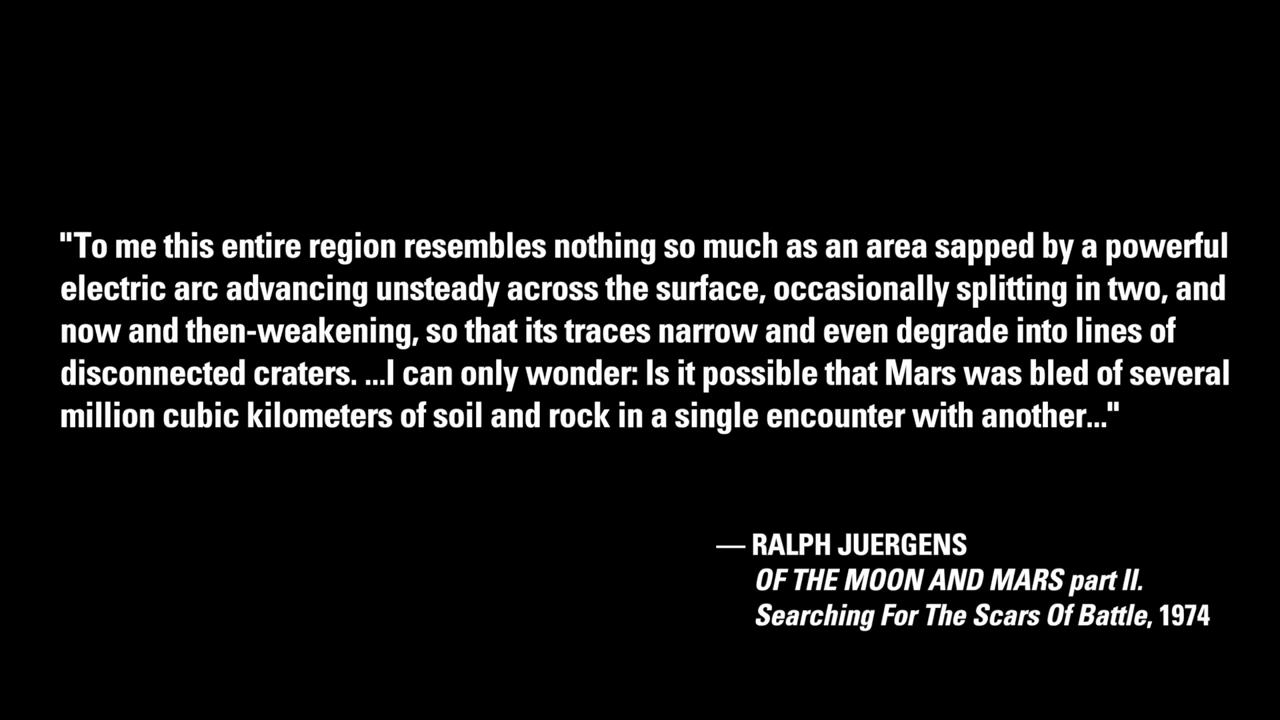 "To me this entire region resembles nothing so much as an area sapped by a powerful
electric arc advancing unsteady across the surface, occasionally splitting in two, and
now and then-weakening, so that its traces narrow and even degrade into lines of
disconnected craters. ...I can only wonder: Is it possible that Mars was bled of several
million cubic kilometers of soil and rock in a single encounter with another..."
— RALPH JUERGENS
OF THE MOON AND MARS part II.
Searching For The Scars Of Battle, 1974